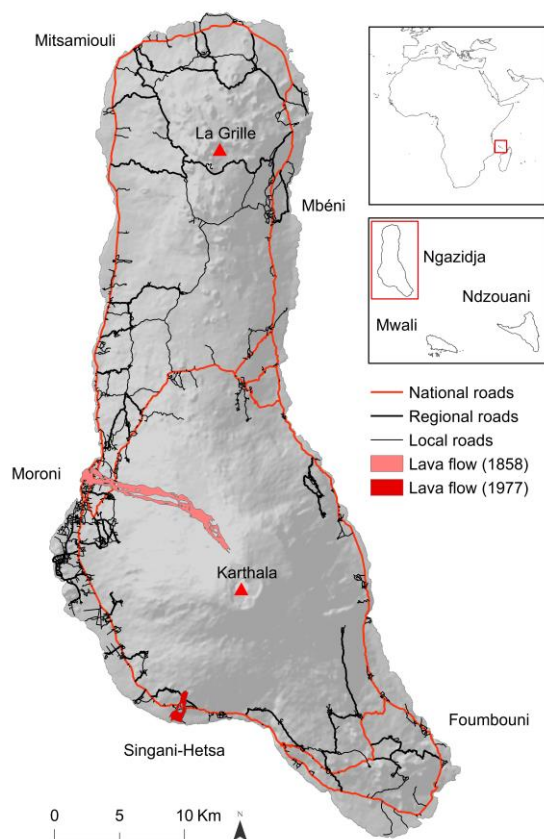 Mitsamiouli
La Grille
Mbéni
Moroni
Karthala
Singani-Hetsa
Foumbouni
0 5 10 Km
N
Ngazidja
Ndzouani
Mwali
National roads
Regional roads
Local roads
Lava flow (1858)
Lava flow (1977)